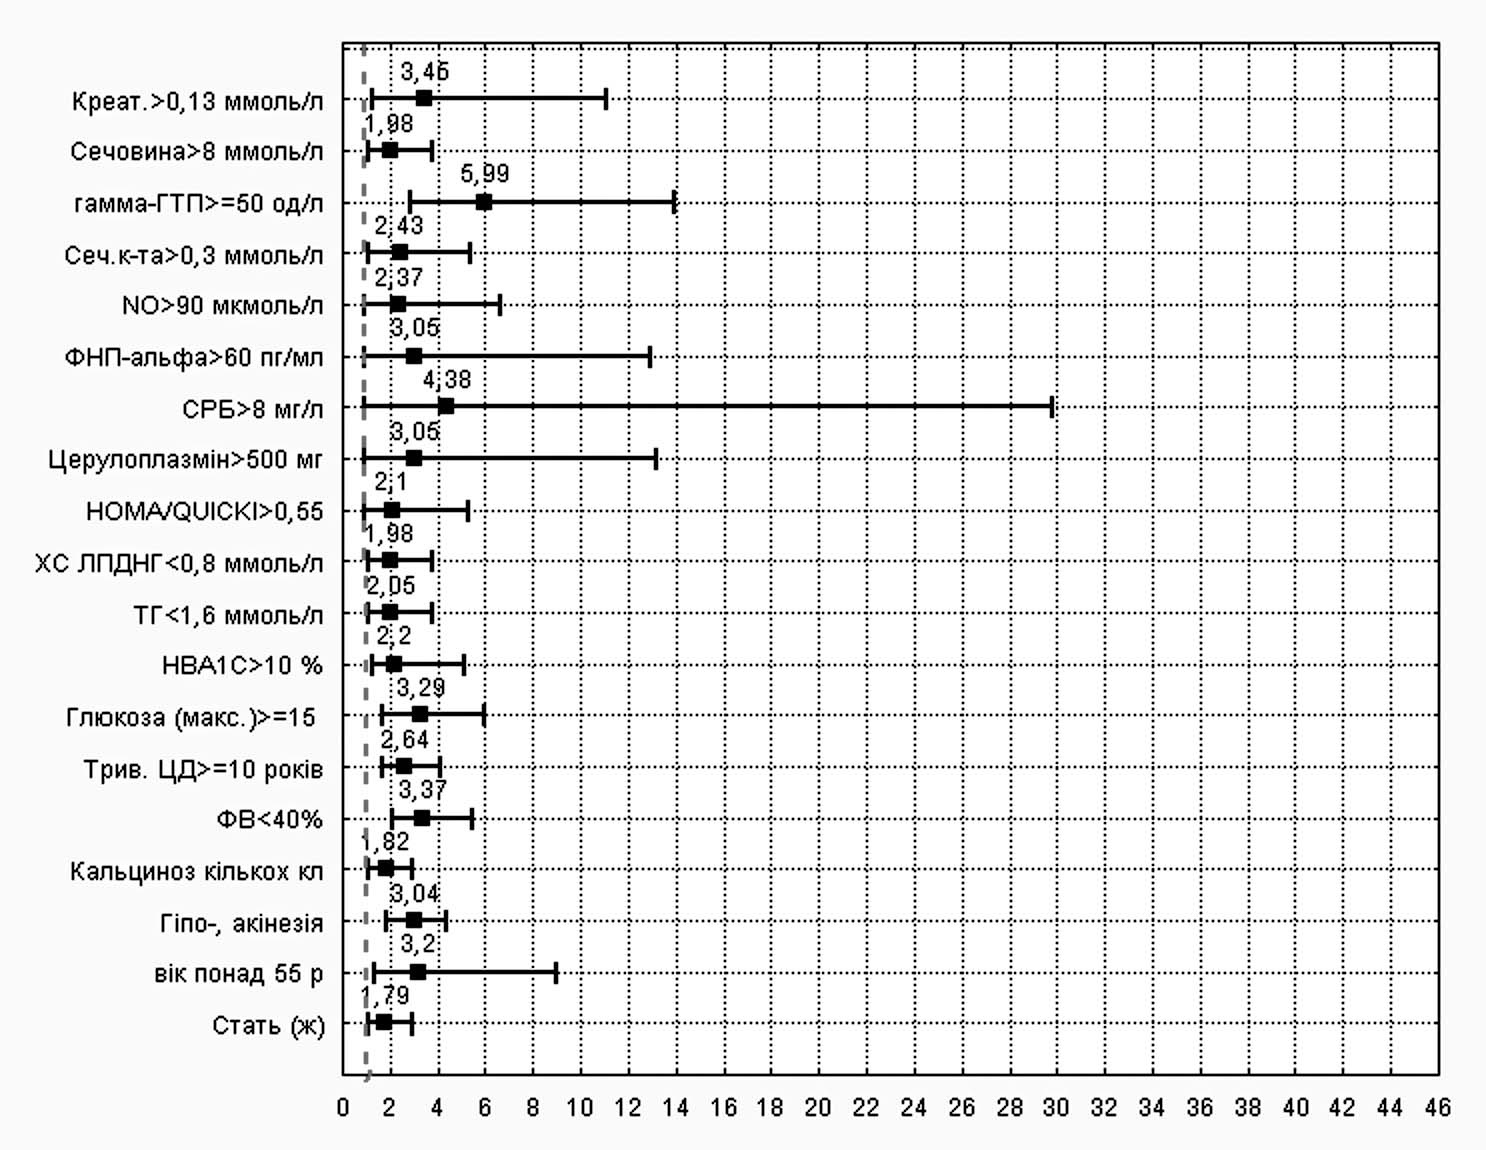 3,46
Креат.>0,13 ммоль/л
1,98
Сечовина>8 ммоль/л
5,99
гамма-ГТП>=50 од/л
2,43
Сеч.к-та>0,3 ммоль/л
2,37
NO>90 мкмоль/л
3,05
ФНП-альфа>60 пг/мл
4,38
СРБ>8 мг/л
3,05
Церулоплазмін>500 мг
2,1
HOMA/QUICKI>0,55
1,98
ХС ЛПДНГ<0,8 ммоль/л
2,05
ТГ<1,6 ммоль/л
2,2
HBA1C>10 %
3,29
Глюкоза (макс.)>=15
2,64
Трив. ЦД>=10 років
3,37
ФВ<40%
1,82
Кальциноз кількох кл
3,04
Гіпо-, акінезія
3,2
вік понад 55 р
1,79
Стать (ж)
0 2 4 6 8 10 12 14 16 18 20 22 24 26 28 30 32 34 36 38 40 42 44 46